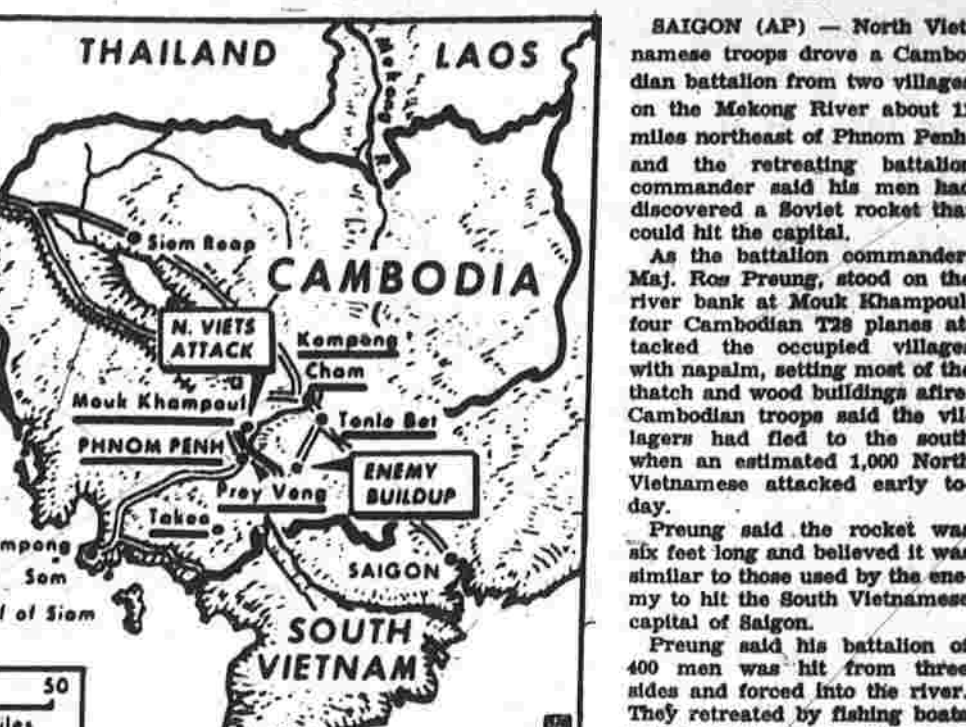 THAILAND
LAOS
Mekong R.
Siem Reap
CAMBODIA
N. VIETS
ATTACK
Kompong
Cham
Mouk Khampoul
Tonle Bet
PHNOM PENH
ENEMY
BUILDUP
Prey Veng
Takeo
mpong
Som
SAIGON
l of Siam
SOUTH
VIETNAM
50
iles
SAIGON (AP) — North Viet
namese troops drove a Cambo
dian battalion from two villages
on the Mekong River about 1
miles northeast of Phnom Penh
and the retreating battalion
commander said his men had
discovered a Soviet rocket tha
could hit the capital.
As the battalion commander
Maj. Ros Preung, stood on the
river bank at Mouk Khampoul
four Cambodian T28 planes at
tacked the occupied villages
with napalm, setting most of the
thatch and wood buildings afire
Cambodian troops said the vil
lagers had fled to the south
when an estimated 1,000 North
Vietnamese attacked early to
day.
Preung said the rocket was
six feet long and believed it was
similar to those used by the ene
my to hit the South Vietnamese
capital of Saigon.
Preung said his battalion of
400 men was hit from three
sides and forced into the river.
They retreated by fishing boats